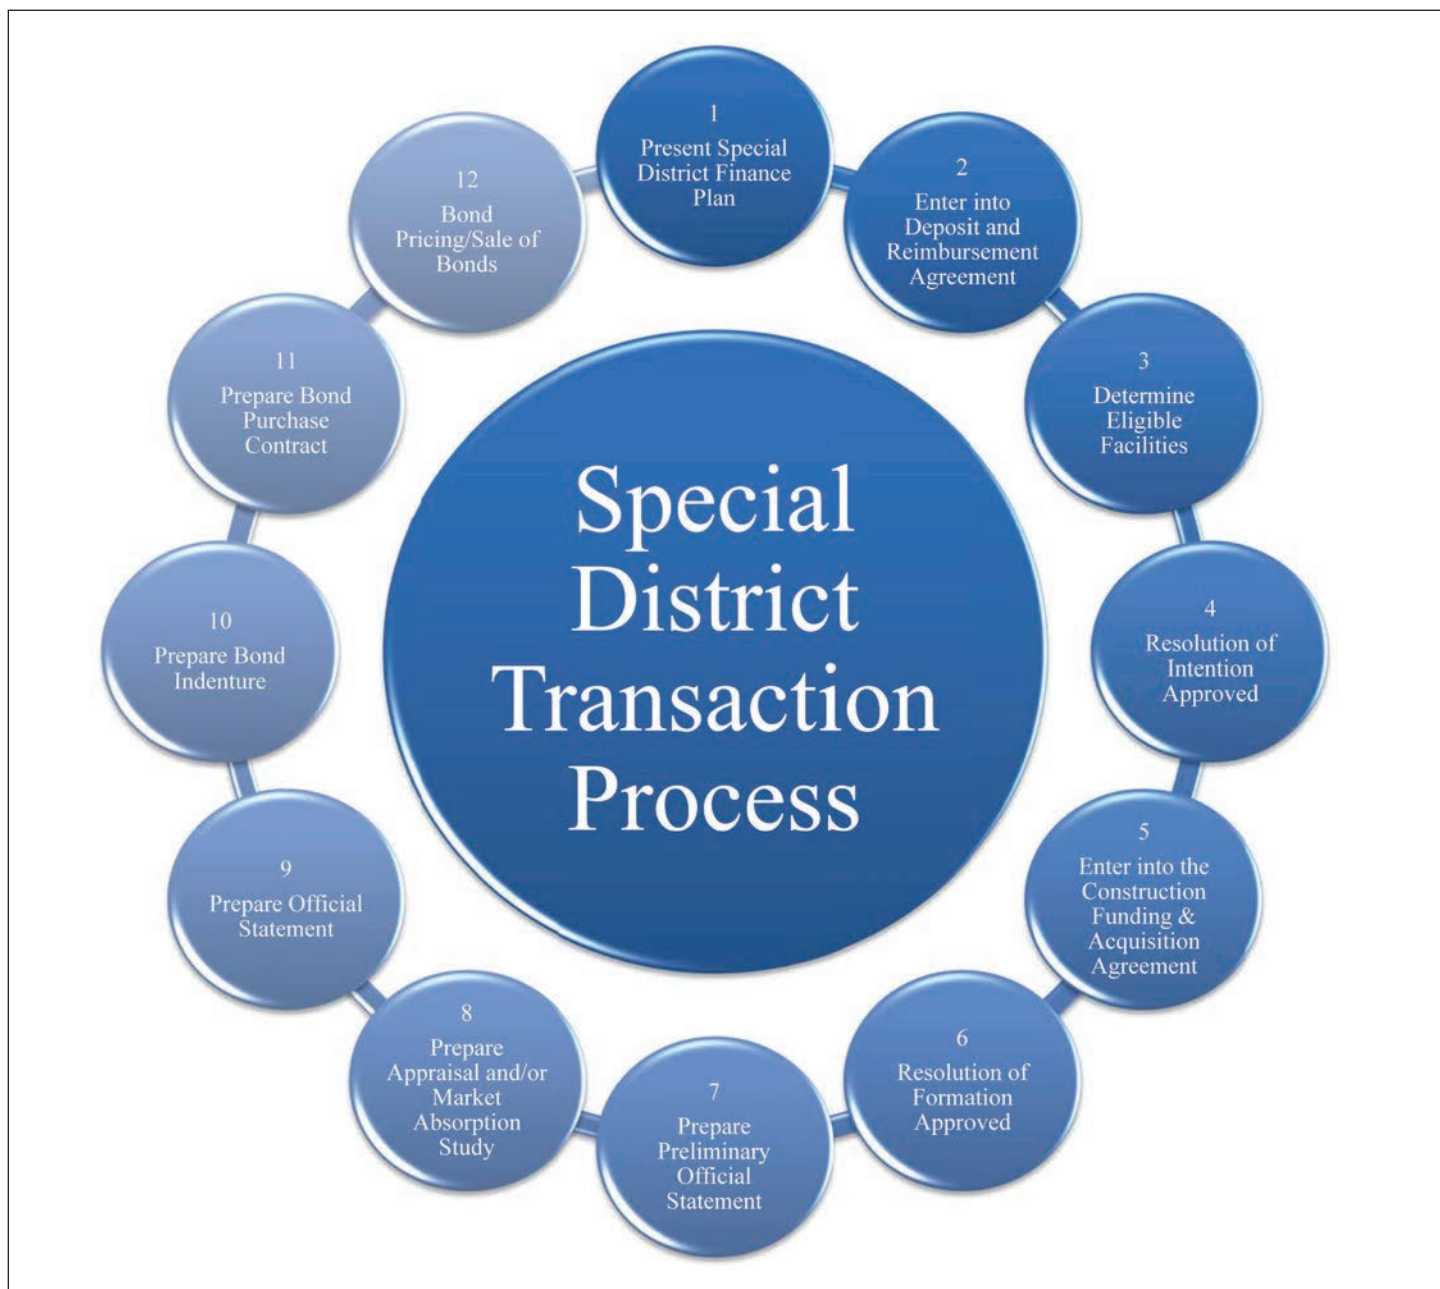 1
Present Special
District Finance
Plan
2
Enter into
Deposit and
Reimbursement
Agreement
3
Determine
Eligible
Facilities
4
Resolution of
Intention
Approved
5
Enter into the
Construction
Funding &
Acquisition
Agreement
6
Resolution of
Formation
Approved
7
Prepare
Preliminary
Official
Statement
8
Prepare
Appraisal and/or
Market
Absorption
Study
9
Prepare Official
Statement
10
Prepare Bond
Indenture
11
Prepare Bond
Purchase
Contract
12
Bond
Pricing/Sale of
Bonds
Special
District
Transaction
Process